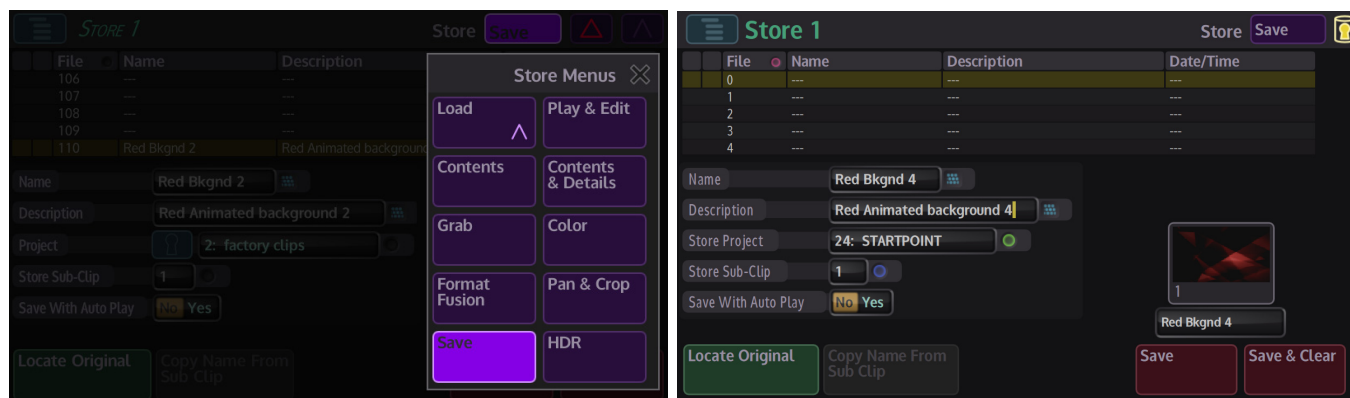 STORE 1
Store Save
File Name Description
106 --- ---
107 --- ---
108 --- ---
109 --- ---
110 Red Bkgnd 2 Red Animated background
Name Red Bkgnd 2
Description Red Animated background 2
Project 2: factory clips
Store Sub-Clip 1
Save With Auto Play No Yes
Locate Original Copy Name From
Sub Clip
Store Menus
Load Play & Edit
Contents Contents
& Details
Grab Color
Format
Fusion Pan & Crop
Save HDR
Store 1
Store Save
File Name Description Date/Time
0 --- --- ---
1 --- --- ---
2 --- --- ---
3 --- --- ---
4 --- --- ---
Name Red Bkgnd 4
Description Red Animated background 4
Store Project 24: STARTPOINT
Store Sub-Clip 1
Save With Auto Play No Yes
1
Red Bkgnd 4
Locate Original Copy Name From
Sub Clip
Save Save & Clear